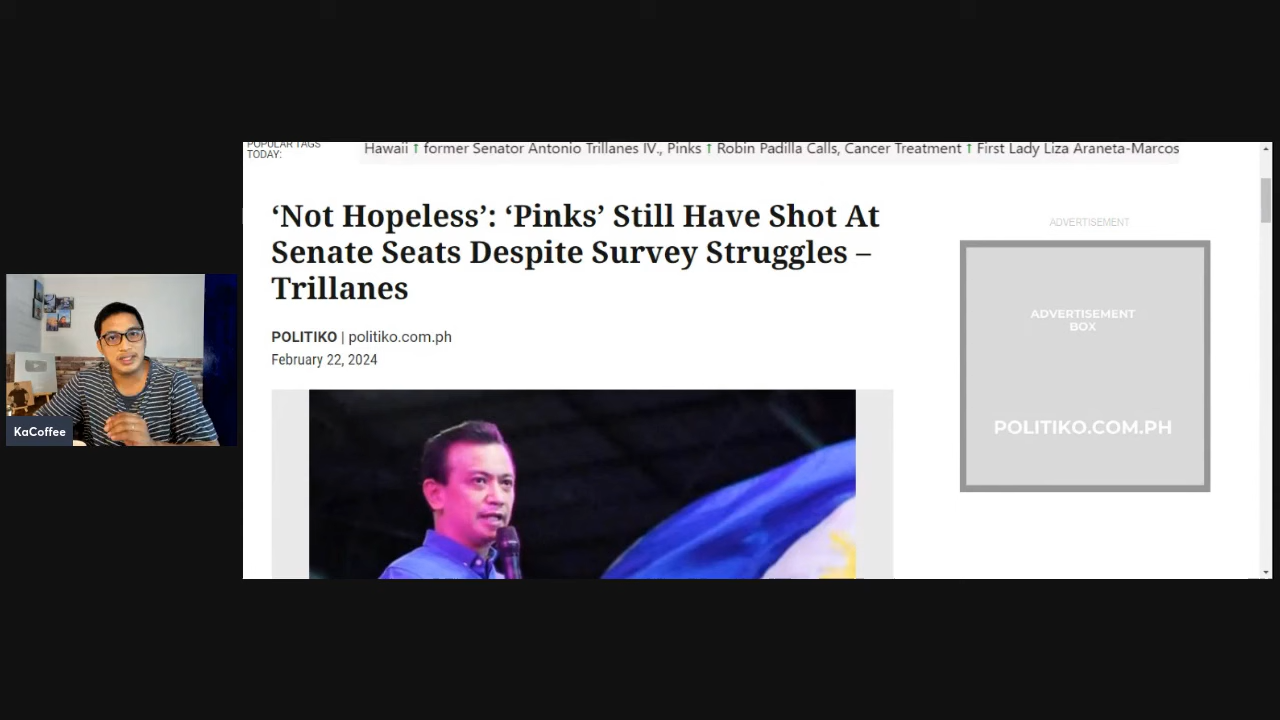 POPULAR TAGS
TODAY:
Hawaii ↑ former Senator Antonio Trillanes IV., Pinks ↑ Robin Padilla Calls, Cancer Treatment ↑ First Lady Liza Araneta-Marcos
‘Not Hopeless’: ‘Pinks’ Still Have Shot At
Senate Seats Despite Survey Struggles –
Trillanes
POLITIKO | politiko.com.ph
February 22, 2024
ADVERTISEMENT
ADVERTISEMENT
BOX
POLITIKO.COM.PH
KaCoffee